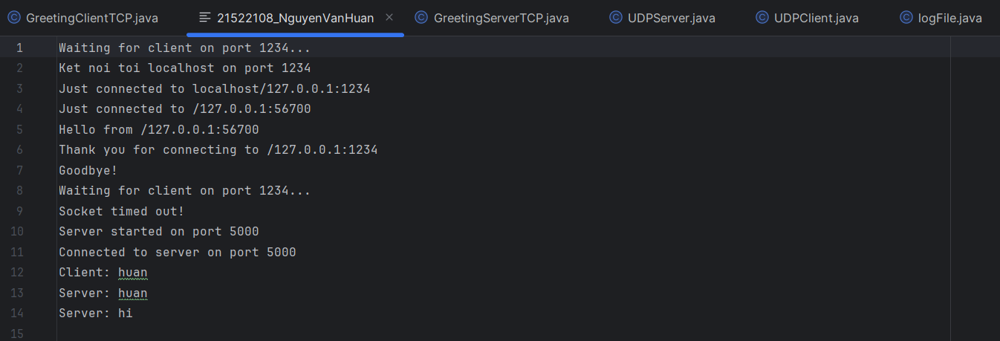 GreetingClientTCP.java 21522108_NguyenVanHuan GreetingServerTCP.java UDPServer.java UDPClient.java logFile.java
1 Waiting for client on port 1234...
2 Ket noi toi localhost on port 1234
3 Just connected to localhost/127.0.0.1:1234
4 Just connected to /127.0.0.1:56700
5 Hello from /127.0.0.1:56700
6 Thank you for connecting to /127.0.0.1:1234
7 Goodbye!
8 Waiting for client on port 1234...
9 Socket timed out!
10 Server started on port 5000
11 Connected to server on port 5000
12 Client: huan
13 Server: huan
14 Server: hi
15